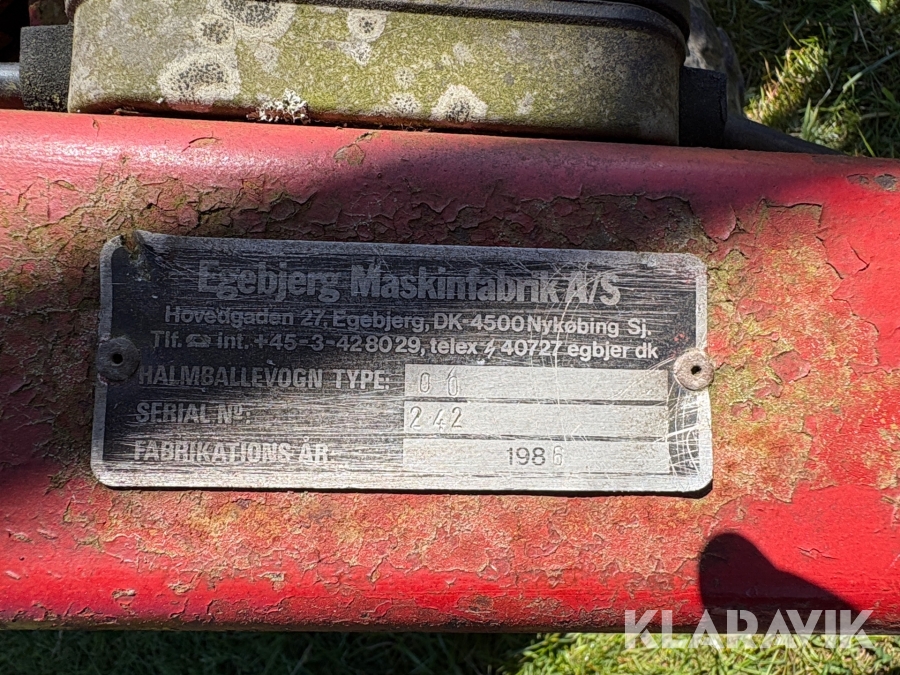 Egebjerg Maskinfabrik A/S
Hovedgaden 27, Egebjerg, DK-4500 Nykøbing Sj.
Tlf. ☎ int. +45-3-42 80 29, telex ⚡ 40727 egbjer dk
HALMBALLEVOGN TYPE:
SERIAL Nº: 242
FABRIKATIONS ÅR 1986
KLARAVIK